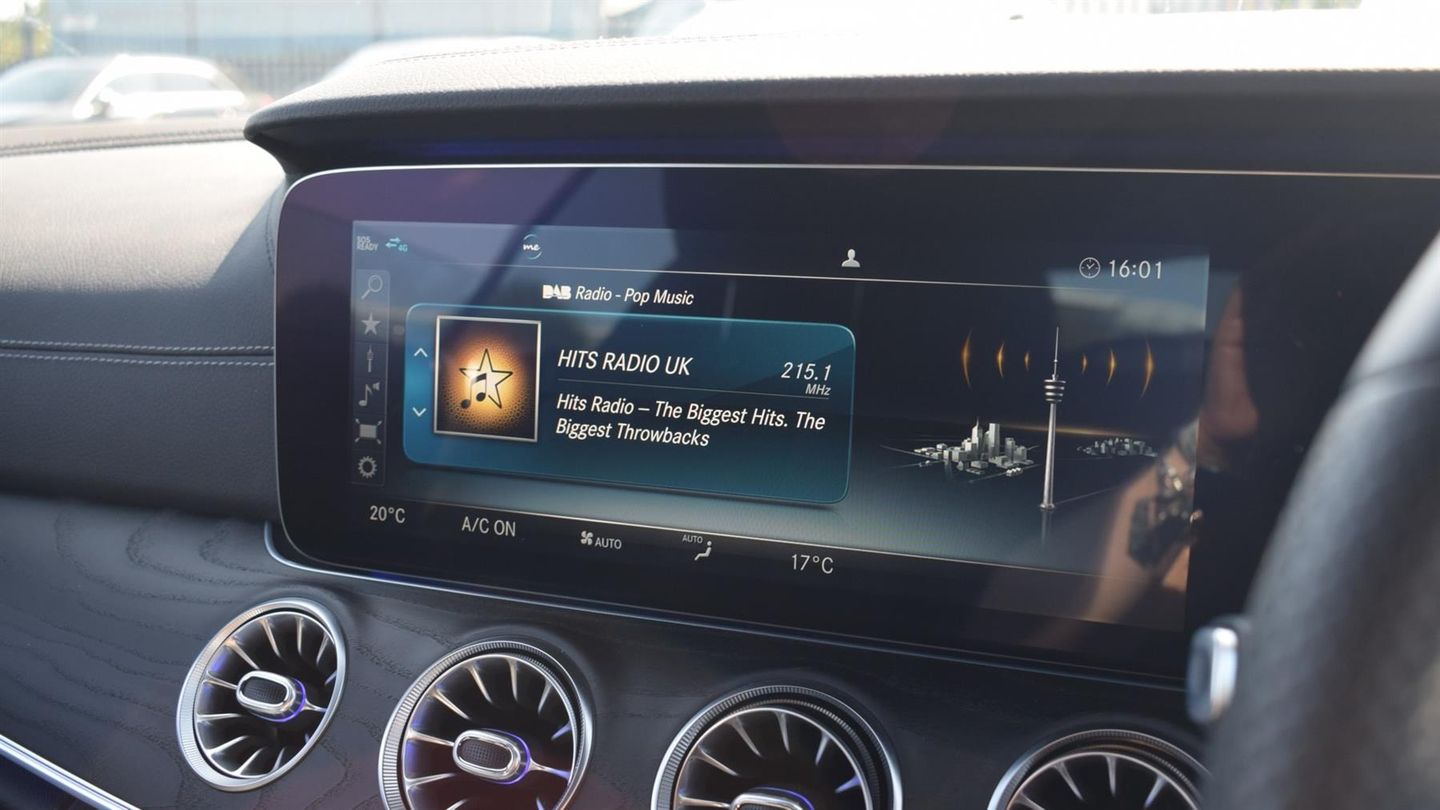 SOS
READY
4G
me
16:01
DAB Radio - Pop Music
HITS RADIO UK
215.1
MHz
Hits Radio – The Biggest Hits. The
Biggest Throwbacks
20°C
A/C ON
AUTO
AUTO
17°C